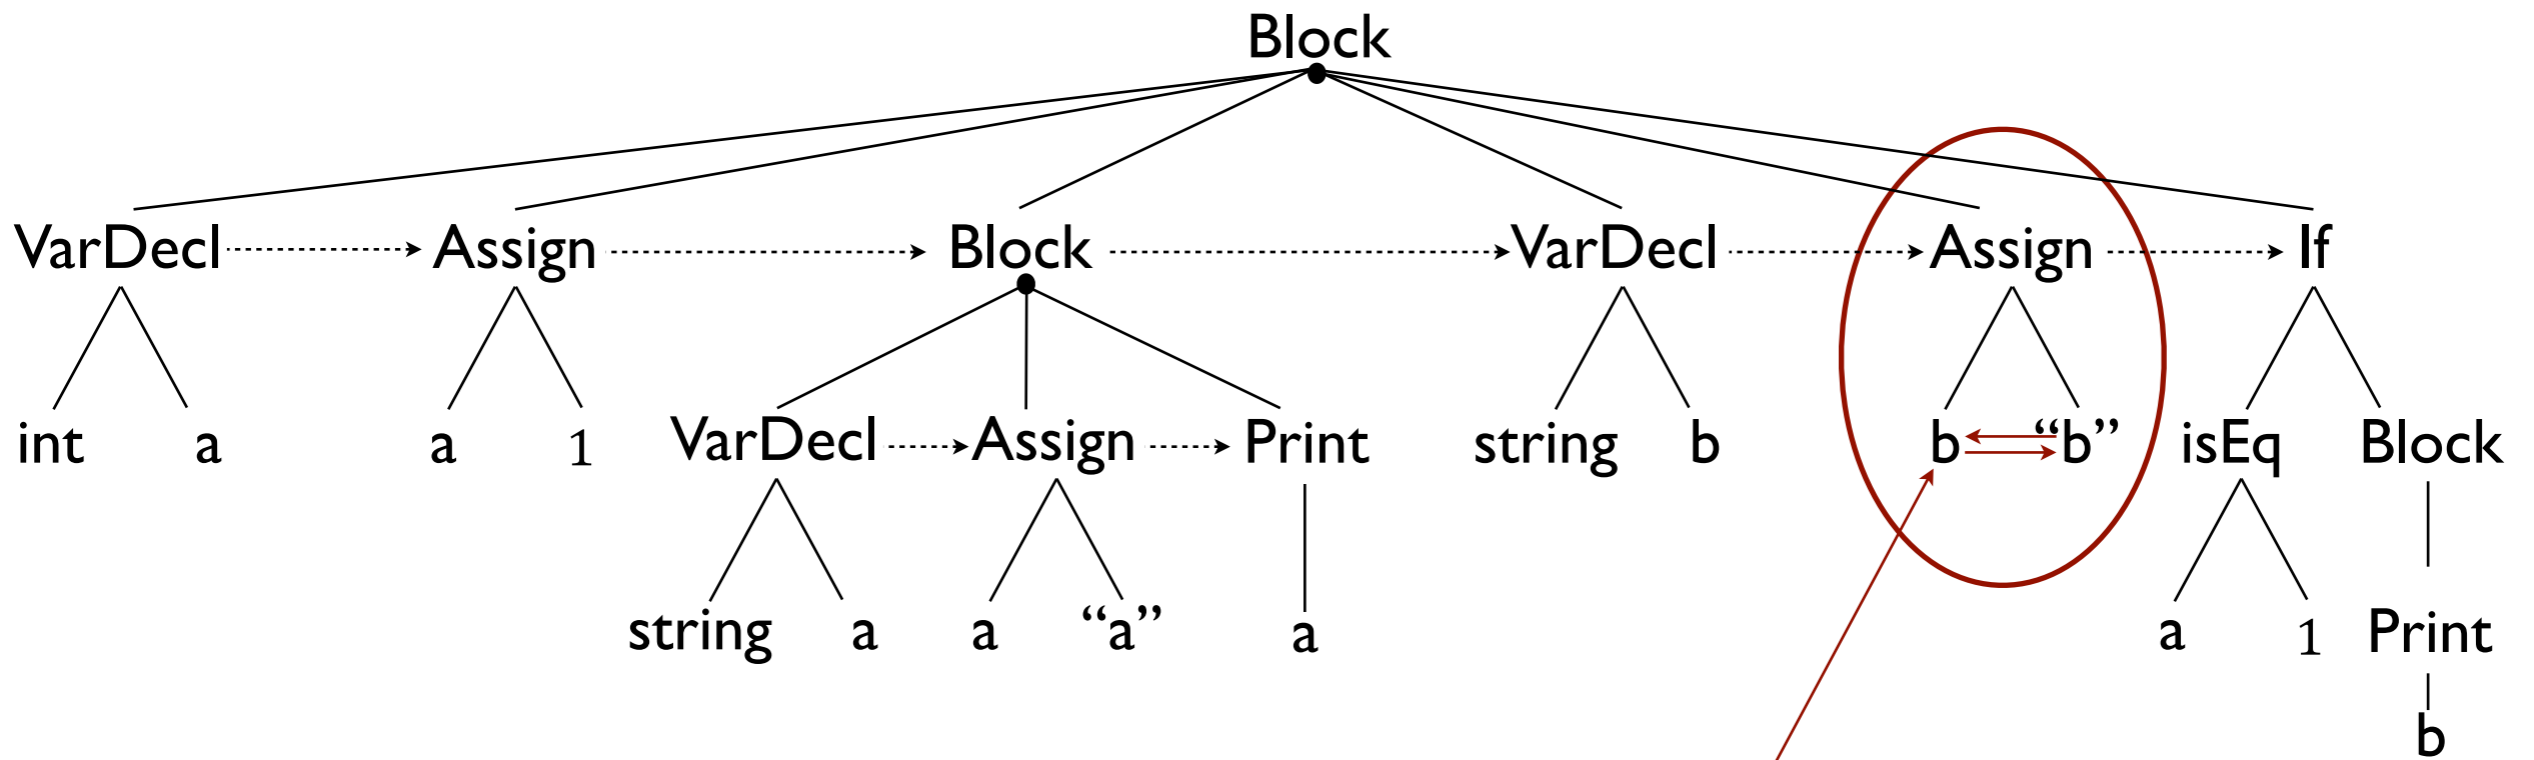 Block
VarDecl Assign Block VarDecl Assign If
int a a 1 VarDecl Assign Print string b b “b” isEq Block
string a a “a” a a 1 Print
b